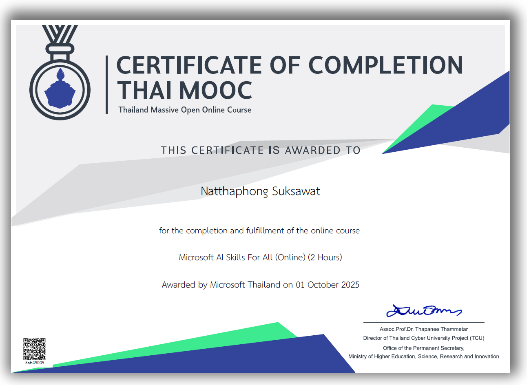 CERTIFICATE OF COMPLETION
THAI MOOC
Thailand Massive Open Online Course
THIS CERTIFICATE IS AWARDED TO
Natthaphong Suksawat
for the completion and fulfillment of the online course
Microsoft AI Skills For All (Online) (2 Hours)
Awarded by Microsoft Thailand on 01 October 2025
Assoc.Prof.Dr.Thapanee Thammetar
Director of Thailand Cyber University Project (TCU)
Office of the Permanent Secretary,
Ministry of Higher Education, Science, Research and Innovation